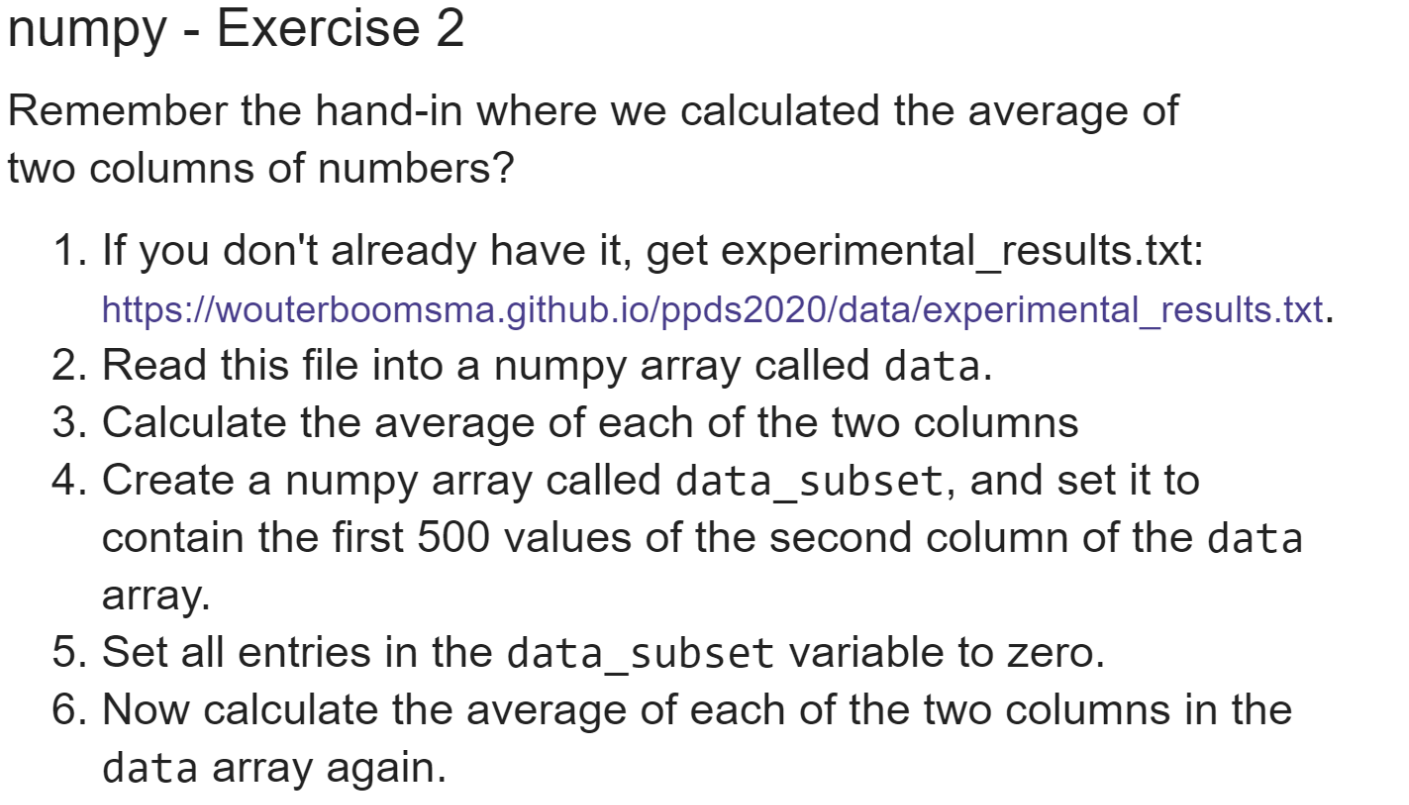 numpy - Exercise 2
Remember the hand-in where we calculated the average of
two columns of numbers?
1. If you don't already have it, get experimental_results.txt:
https://wouterboomsma.github.io/ppds2020/data/experimental_results.txt.
2. Read this file into a numpy array called data.
3. Calculate the average of each of the two columns
4. Create a numpy array called data_subset, and set it to
contain the first 500 values of the second column of the data
array.
5. Set all entries in the data_subset variable to zero.
6. Now calculate the average of each of the two columns in the
data array again.